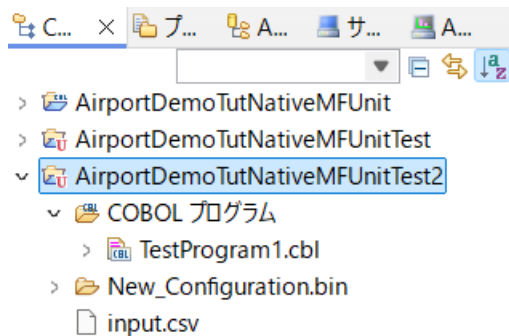 C... プ... A... サ... A...
AirportDemoTutNativeMFUnit
AirportDemoTutNativeMFUnitTest
AirportDemoTutNativeMFUnitTest2
COBOL プログラム
TestProgram1.cbl
New_Configuration.bin
input.csv